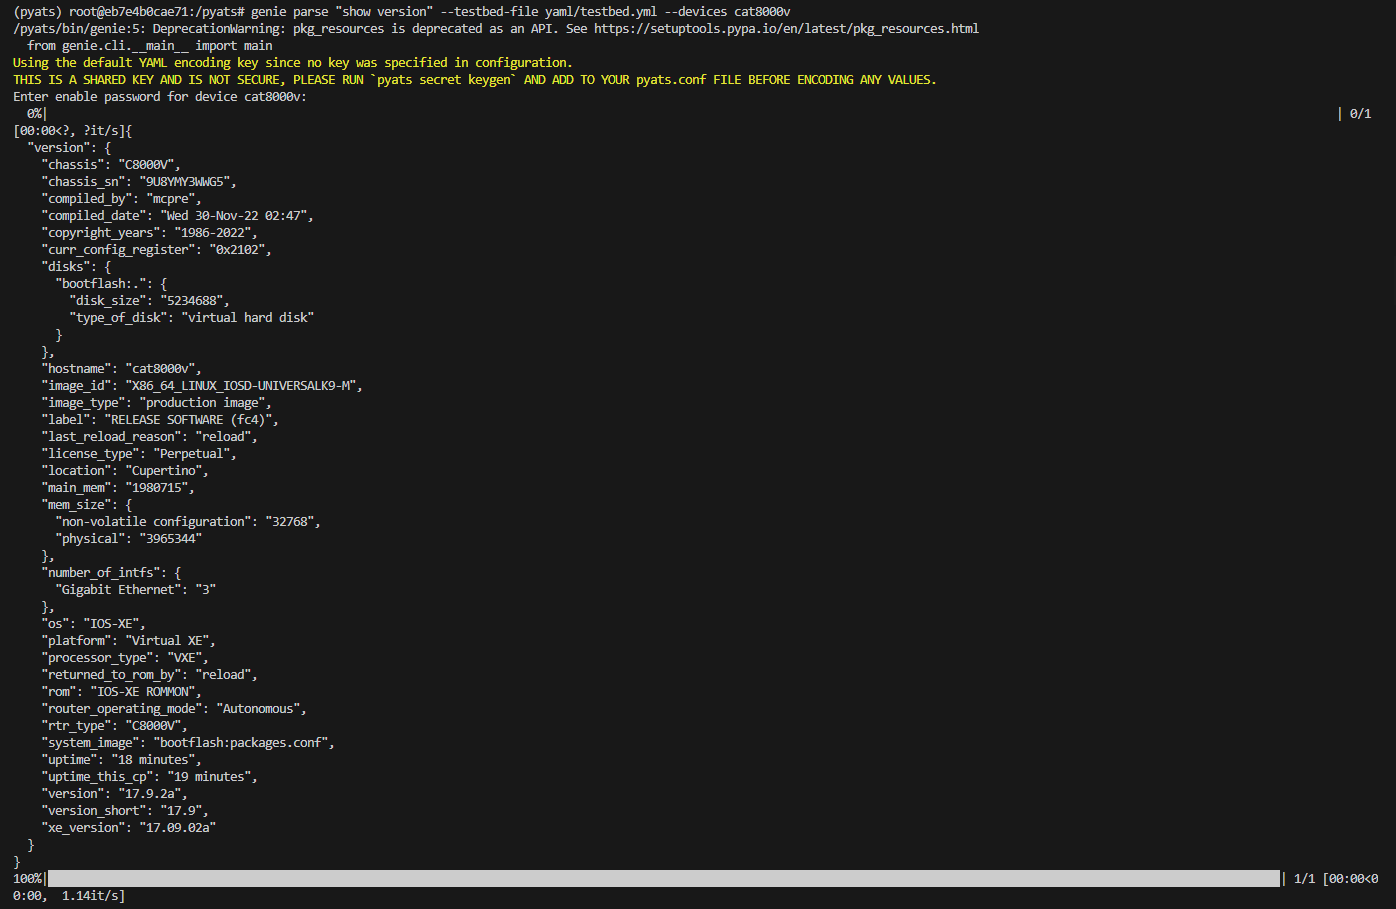 (pyats) root@eb7e4b0cae71:/pyats# genie parse "show version" --testbed-file yaml/testbed.yml --devices cat8000v
/pyats/bin/genie:5: DeprecationWarning: pkg_resources is deprecated as an API. See https://setuptools.pypa.io/en/latest/pkg_resources.html
  from genie.cli.__main__ import main
Using the default YAML encoding key since no key was specified in configuration.
THIS IS A SHARED KEY AND IS NOT SECURE, PLEASE RUN `pyats secret keygen` AND ADD TO YOUR pyats.conf FILE BEFORE ENCODING ANY VALUES.
Enter enable password for device cat8000v:
  0%| | 0/1
[00:00<?, ?it/s]{
  "version": {
    "chassis": "C8000V",
    "chassis_sn": "9U8YMY3WWG5",
    "compiled_by": "mcpre",
    "compiled_date": "Wed 30-Nov-22 02:47",
    "copyright_years": "1986-2022",
    "curr_config_register": "0x2102",
    "disks": {
      "bootflash:.": {
        "disk_size": "5234688",
        "type_of_disk": "virtual hard disk"
      }
    },
    "hostname": "cat8000v",
    "image_id": "X86_64_LINUX_IOSD-UNIVERSALK9-M",
    "image_type": "production image",
    "label": "RELEASE SOFTWARE (fc4)",
    "last_reload_reason": "reload",
    "license_type": "Perpetual",
    "location": "Cupertino",
    "main_mem": "1980715",
    "mem_size": {
      "non-volatile configuration": "32768",
      "physical": "3965344"
    },
    "number_of_intfs": {
      "Gigabit Ethernet": "3"
    },
    "os": "IOS-XE",
    "platform": "Virtual XE",
    "processor_type": "VXE",
    "returned_to_rom_by": "reload",
    "rom": "IOS-XE ROMMON",
    "router_operating_mode": "Autonomous",
    "rtr_type": "C8000V",
    "system_image": "bootflash:packages.conf",
    "uptime": "18 minutes",
    "uptime_this_cp": "19 minutes",
    "version": "17.9.2a",
    "version_short": "17.9",
    "xe_version": "17.09.02a"
  }
}
100%| | 1/1 [00:00<0
0:00,  1.14it/s]